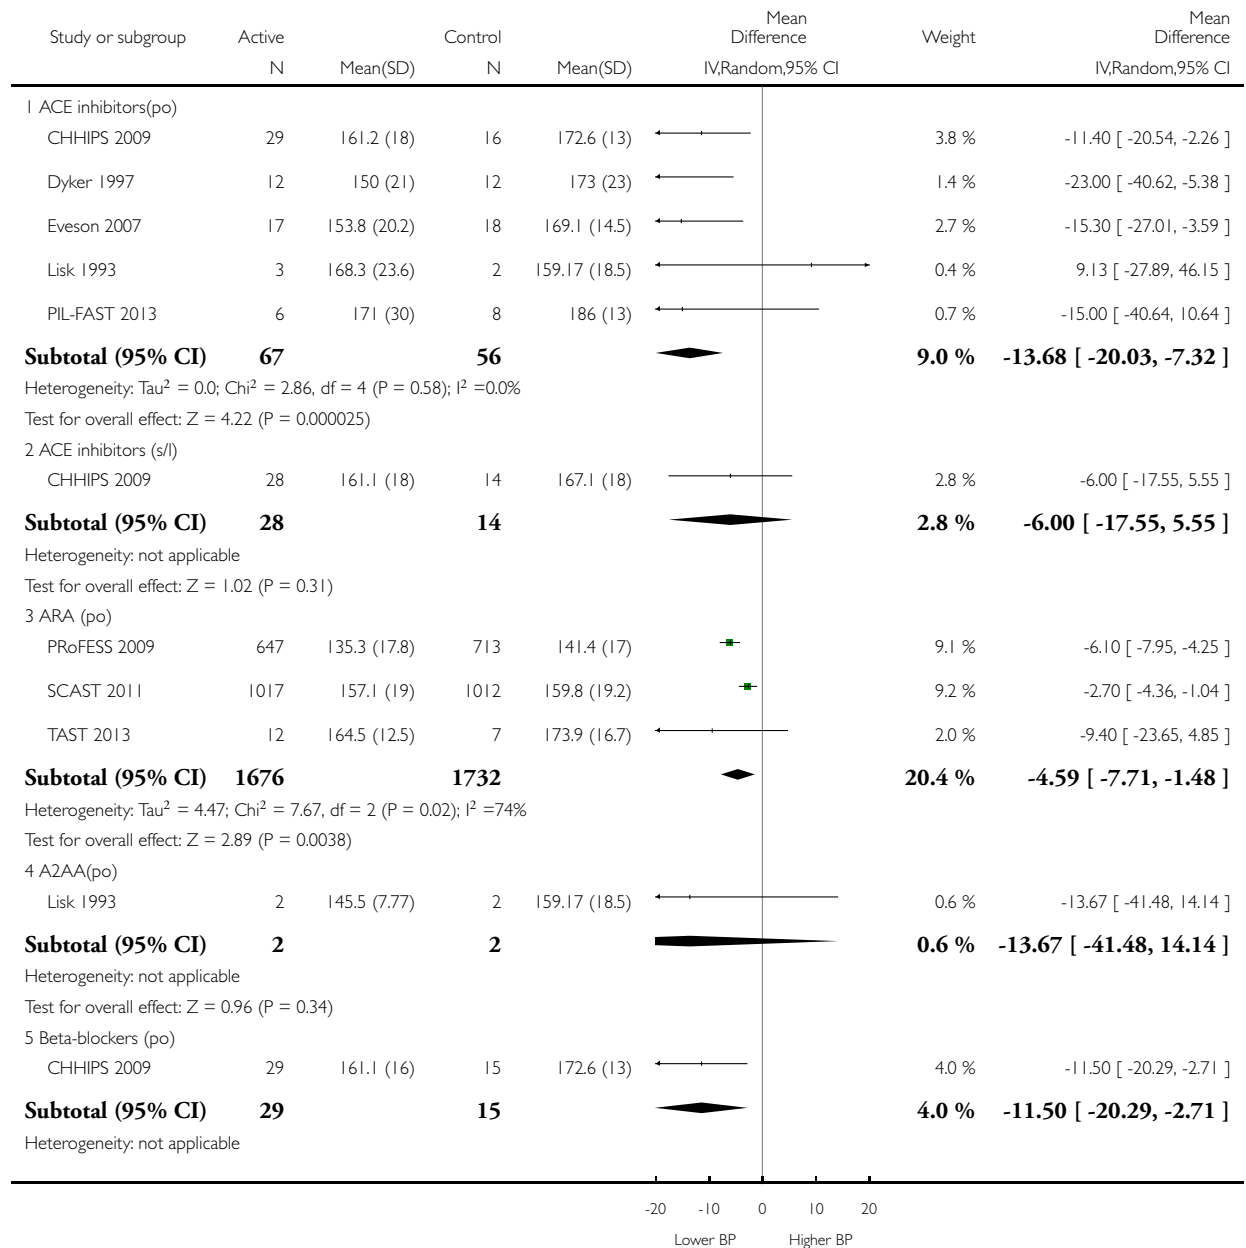 Mean Mean
Study or subgroup Active Control Difference Weight Difference
N Mean(SD) N Mean(SD) IV,Random,95% CI IV,Random,95% CI
1 ACE inhibitors(po)
CHHIPS 2009 29 161.2 (18) 16 172.6 (13) 3.8 % -11.40 [ -20.54, -2.26 ]
Dyker 1997 12 150 (21) 12 173 (23) 1.4 % -23.00 [ -40.62, -5.38 ]
Eveson 2007 17 153.8 (20.2) 18 169.1 (14.5) 2.7 % -15.30 [ -27.01, -3.59 ]
Lisk 1993 3 168.3 (23.6) 2 159.17 (18.5) 0.4 % 9.13 [ -27.89, 46.15 ]
PIL-FAST 2013 6 171 (30) 8 186 (13) 0.7 % -15.00 [ -40.64, 10.64 ]
Subtotal (95% CI) 67 56 9.0 % -13.68 [ -20.03, -7.32 ]
Heterogeneity: Tau² = 0.0; Chi² = 2.86, df = 4 (P = 0.58); I² =0.0%
Test for overall effect: Z = 4.22 (P = 0.000025)
2 ACE inhibitors (s/l)
CHHIPS 2009 28 161.1 (18) 14 167.1 (18) 2.8 % -6.00 [ -17.55, 5.55 ]
Subtotal (95% CI) 28 14 2.8 % -6.00 [ -17.55, 5.55 ]
Heterogeneity: not applicable
Test for overall effect: Z = 1.02 (P = 0.31)
3 ARA (po)
PRoFESS 2009 647 135.3 (17.8) 713 141.4 (17) 9.1 % -6.10 [ -7.95, -4.25 ]
SCAST 2011 1017 157.1 (19) 1012 159.8 (19.2) 9.2 % -2.70 [ -4.36, -1.04 ]
TAST 2013 12 164.5 (12.5) 7 173.9 (16.7) 2.0 % -9.40 [ -23.65, 4.85 ]
Subtotal (95% CI) 1676 1732 20.4 % -4.59 [ -7.71, -1.48 ]
Heterogeneity: Tau² = 4.47; Chi² = 7.67, df = 2 (P = 0.02); I² =74%
Test for overall effect: Z = 2.89 (P = 0.0038)
4 A2AA(po)
Lisk 1993 2 145.5 (7.77) 2 159.17 (18.5) 0.6 % -13.67 [ -41.48, 14.14 ]
Subtotal (95% CI) 2 2 0.6 % -13.67 [ -41.48, 14.14 ]
Heterogeneity: not applicable
Test for overall effect: Z = 0.96 (P = 0.34)
5 Beta-blockers (po)
CHHIPS 2009 29 161.1 (16) 15 172.6 (13) 4.0 % -11.50 [ -20.29, -2.71 ]
Subtotal (95% CI) 29 15 4.0 % -11.50 [ -20.29, -2.71 ]
Heterogeneity: not applicable
-20 -10 0 10 20
Lower BP Higher BP